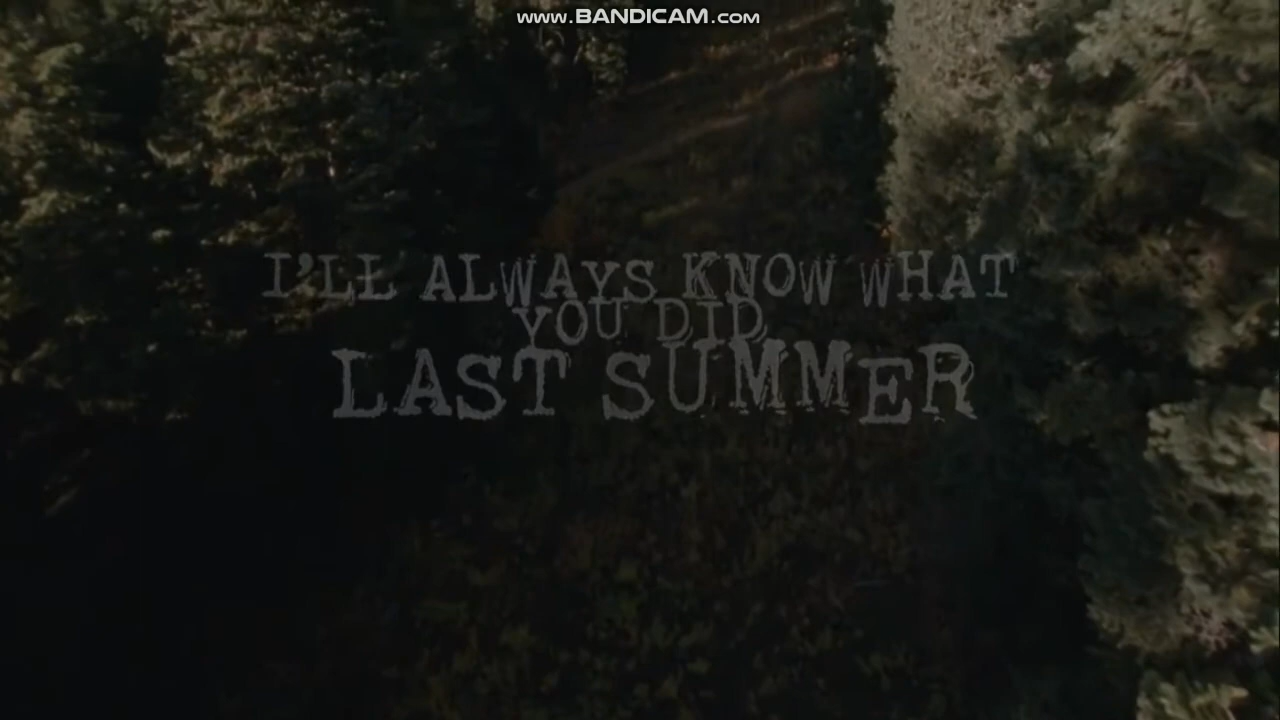 www.BANDICAM.com
I'LL ALWAYS KNOW WHAT
YOU DID
LAST SUMMER